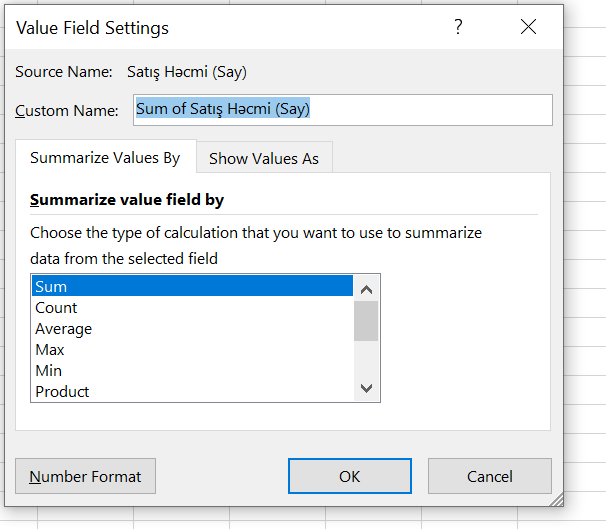 Value Field Settings ?
Source Name: Satış Həcmi (Say)
Custom Name: Sum of Satış Həcmi (Say)
Summarize Values By Show Values As
Summarize value field by
Choose the type of calculation that you want to use to summarize
data from the selected field
Sum
Count
Average
Max
Min
Product
Number Format OK Cancel